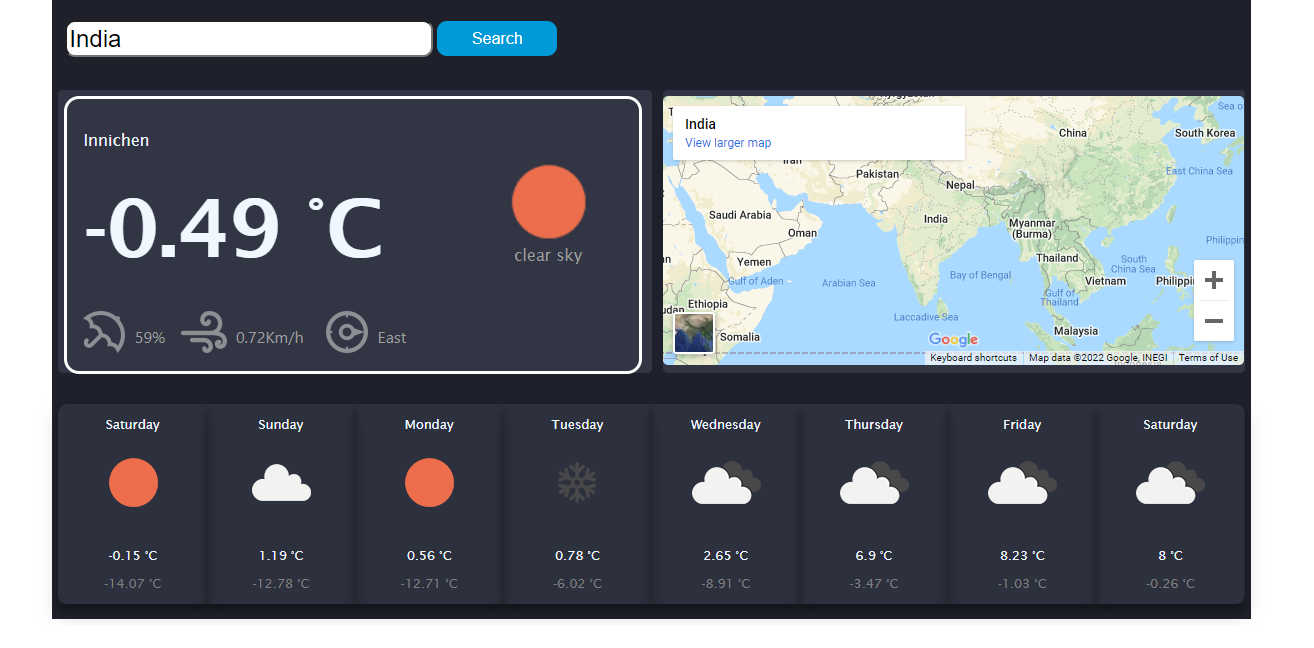 India
Search
Innichen
-0.49 °C
clear sky
59%
0.72Km/h
East
India
View larger map
China
South Korea
East China Sea
Iran
Pakistan
Nepal
Saudi Arabia
India
Myanmar
(Burma)
Oman
Yemen
Thailand
South
China Sea
Gulf of Aden
Arabian Sea
Bay of Bengal
Vietnam
Gulf of
Thailand
Ethiopia
Laccadive Sea
Somalia
Malaysia
Google
Keyboard shortcuts
Map data ©2022 Google, INEGI
Terms of Use
Saturday
Sunday
Monday
Tuesday
Wednesday
Thursday
Friday
Saturday
-0.15 °C
1.19 °C
0.56 °C
0.78 °C
2.65 °C
6.9 °C
8.23 °C
8 °C
-14.07 °C
-12.78 °C
-12.71 °C
-6.02 °C
-8.91 °C
-3.47 °C
-1.03 °C
-0.26 °C